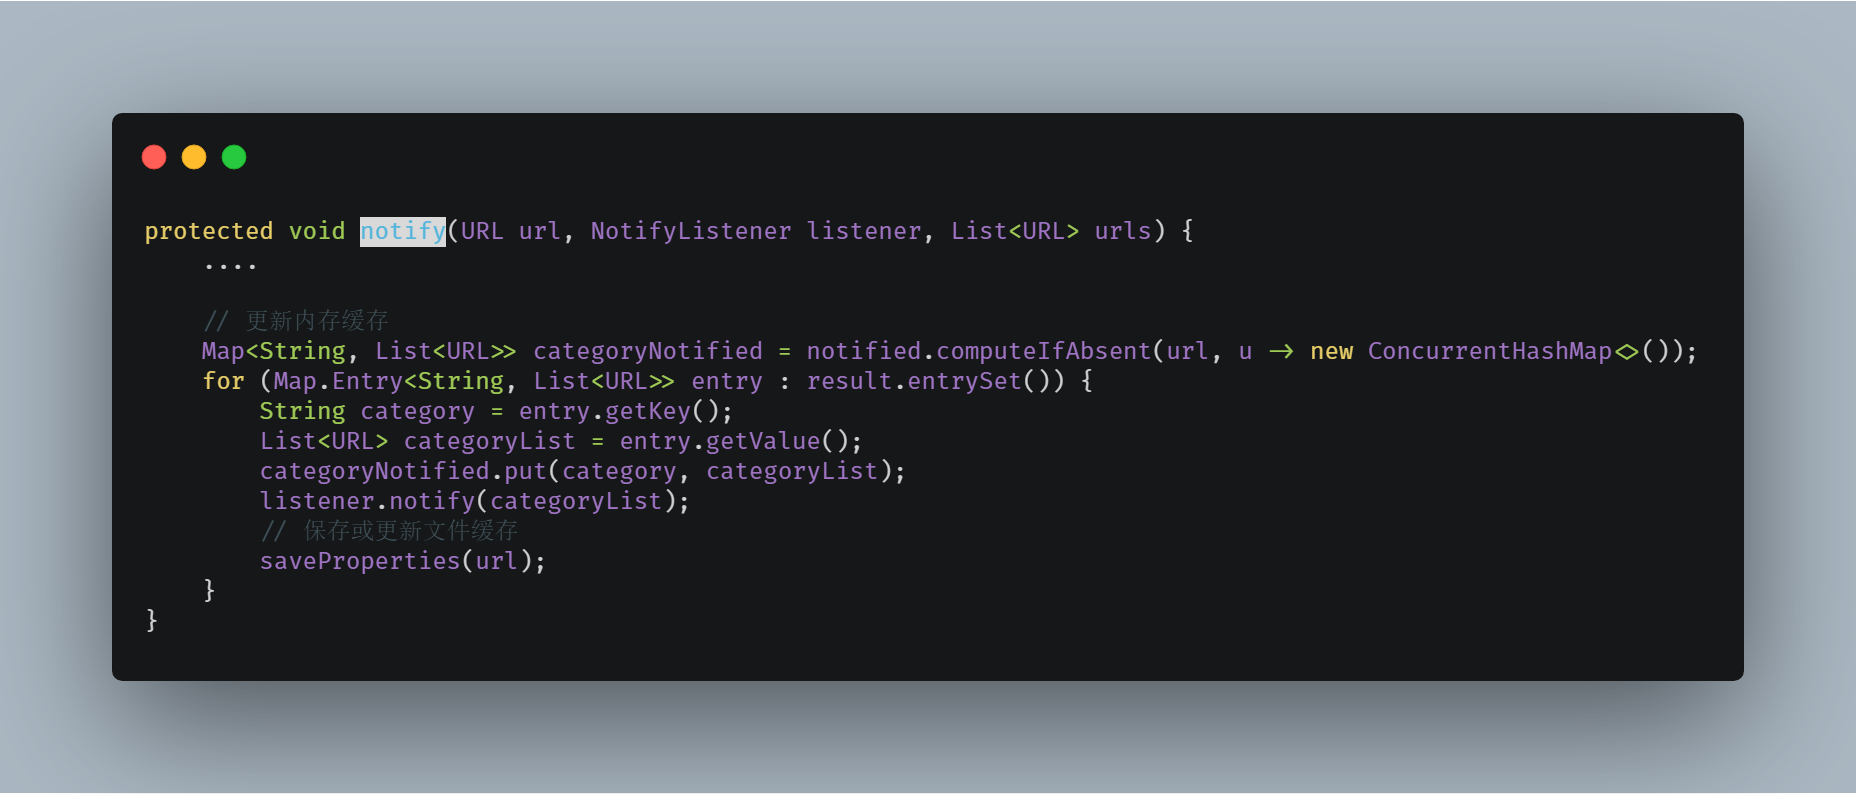 protected void notify(URL url, NotifyListener listener, List<URL> urls) {
    ....
    // 更新内存缓存
    Map<String, List<URL>> categoryNotified = notified.computeIfAbsent(url, u -> new ConcurrentHashMap<>());
    for (Map.Entry<String, List<URL>> entry : result.entrySet()) {
        String category = entry.getKey();
        List<URL> categoryList = entry.getValue();
        categoryNotified.put(category, categoryList);
        listener.notify(categoryList);
        // 保存或更新文件缓存
        saveProperties(url);
    }
}